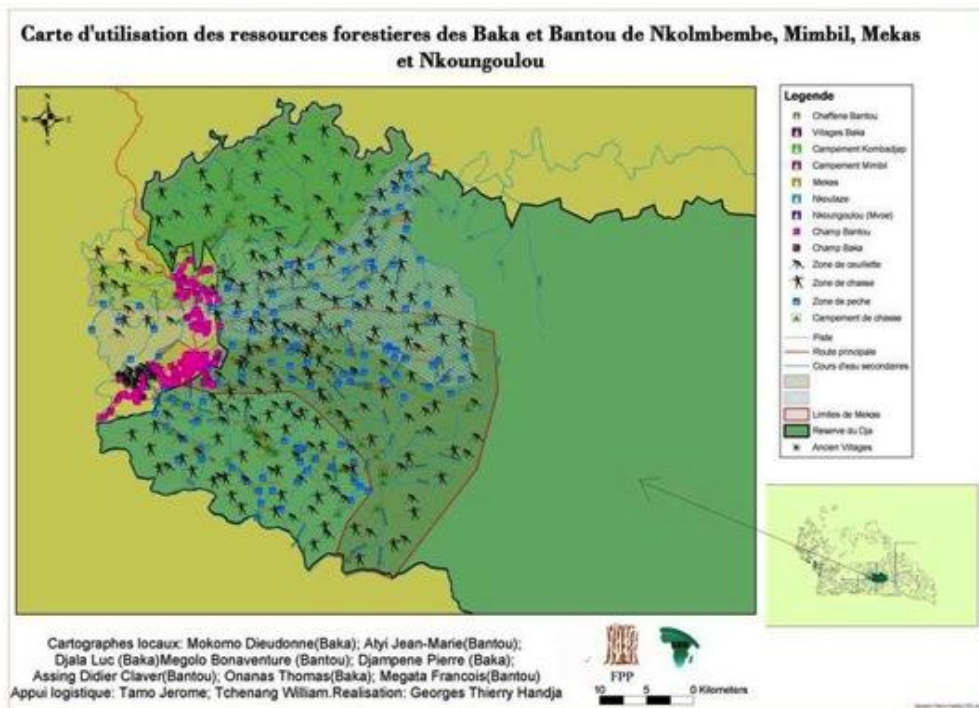 Carte d'utilisation des ressources forestieres des Baka et Bantou de Nkolmbembe, Mimbil, Mekas
et Nkoungoulou
Legende
Chefferie Bantou
Villages Baka
Campement Kombadjap
Campement Mimbil
Mekas
Nkoulaze
Nkoungoulou (Mvoe)
Champ Bantou
Champ Baka
Zone de œuillette
Zone de chasse
Zone de peche
Campement de chasse
Piste
Route principale
Cours d'eau secondaires
Limites de Mekas
Reserve du Dja
Ancien Villages
Cartographes locaux: Mokomo Dieudonne(Baka); Atyi Jean-Marie(Bantou);
Djala Luc (Baka)Megolo Bonaventure (Bantou); Djampene Pierre (Baka);
Assing Didier Claver(Bantou); Onanas Thomas(Baka); Megata Francois(Bantou)
Appui logistique: Tamo Jerome; Tchenang William.Realisation: Georges Thierry Handja
FPP
10 5 0 Kilometers